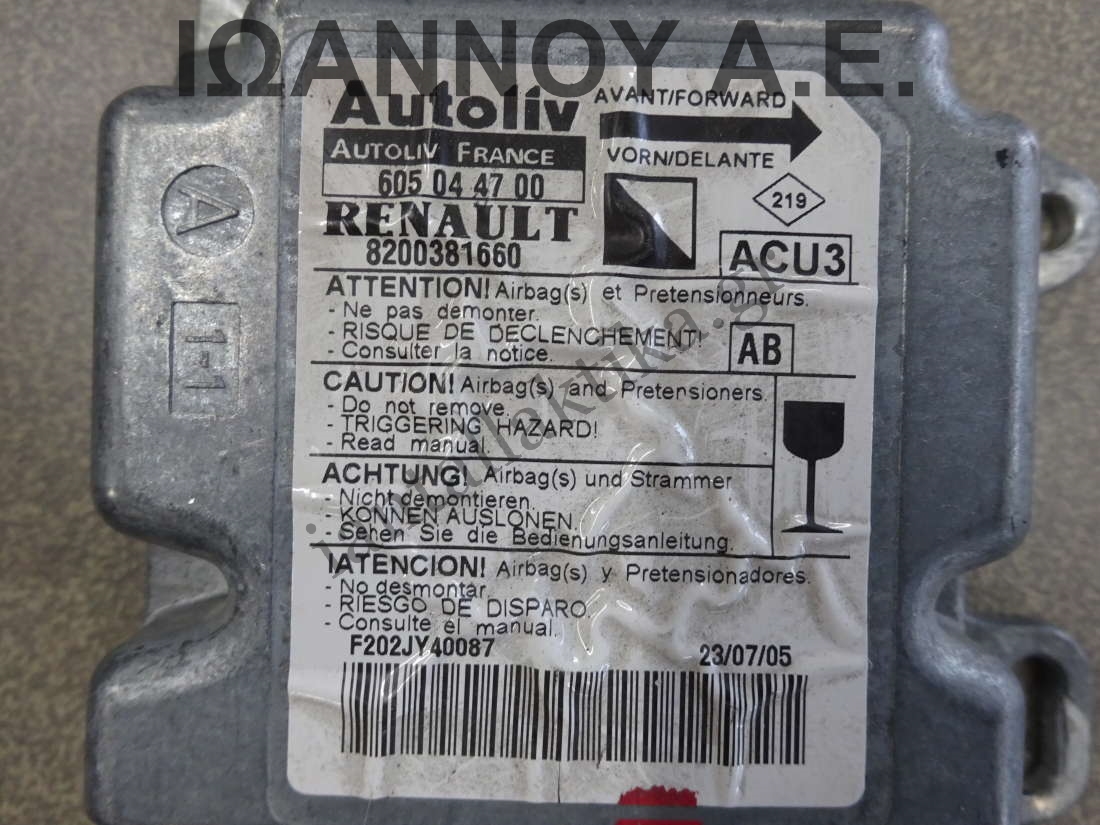 ΙΩΑΝΝΟΥ Α.Ε.
Autoliv
AUTOLIV FRANCE
605 04 47 00
RENAULT
8200381660
AVANT/FORWARD
VORN/DELANTE
219
ACU3
ATTENTION! Airbag(s) et Pretensionneurs.
- Ne pas demonter.
- RISQUE DE DECLENCHEMENT!
- Consulter la notice.
AB
CAUTION! Airbag(s) and Pretensioners.
- Do not remove.
- TRIGGERING HAZARD!
- Read manual.
ACHTUNG! Airbag(s) und Strammer
- Nicht demontieren.
- KONNEN AUSLONEN.
- Sehen Sie die Bedienungsanleitung.
!ATENCION! Airbag(s) y Pretensionadores.
- No desmontar.
- RIESGO DE DISPARO.
- Consulte el manual.
F202JY40087
23/07/05
A
1-1